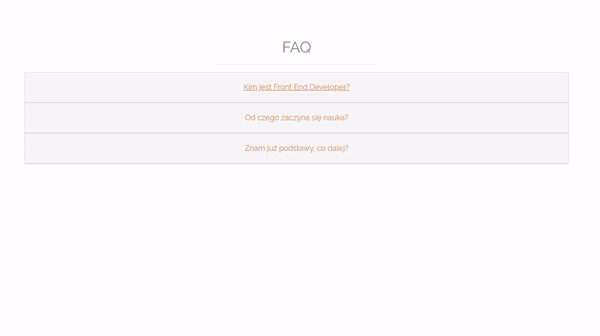 FAQ
Kim jest Front End Developer?
Od czego zaczyna się nauka?
Znam już podstawy, co dalej?